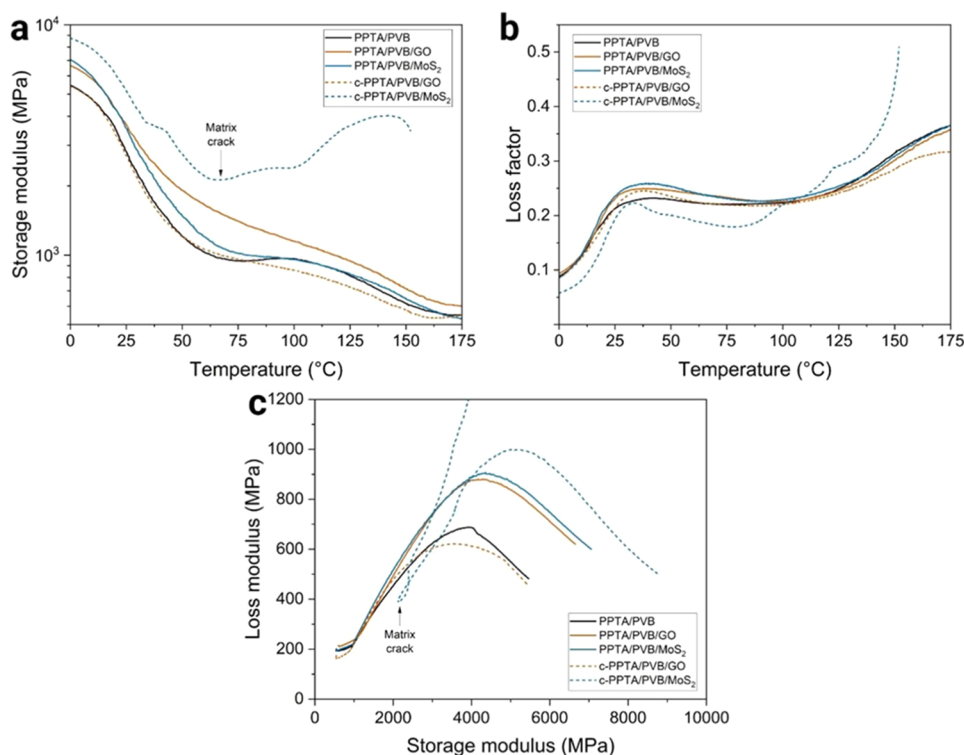 a
10⁴
10³
Storage modulus (MPa)
PPTA/PVB
PPTA/PVB/GO
PPTA/PVB/MoS₂
c-PPTA/PVB/GO
c-PPTA/PVB/MoS₂
Matrix
crack
0 25 50 75 100 125 150 175
Temperature (°C)
b
0.5
0.4
0.3
0.2
0.1
Loss factor
PPTA/PVB
PPTA/PVB/GO
PPTA/PVB/MoS₂
c-PPTA/PVB/GO
c-PPTA/PVB/MoS₂
0 25 50 75 100 125 150 175
Temperature (°C)
c
1200
1000
800
600
400
200
0
Loss modulus (MPa)
Matrix
crack
PPTA/PVB
PPTA/PVB/GO
PPTA/PVB/MoS₂
c-PPTA/PVB/GO
c-PPTA/PVB/MoS₂
0 2000 4000 6000 8000 10000
Storage modulus (MPa)